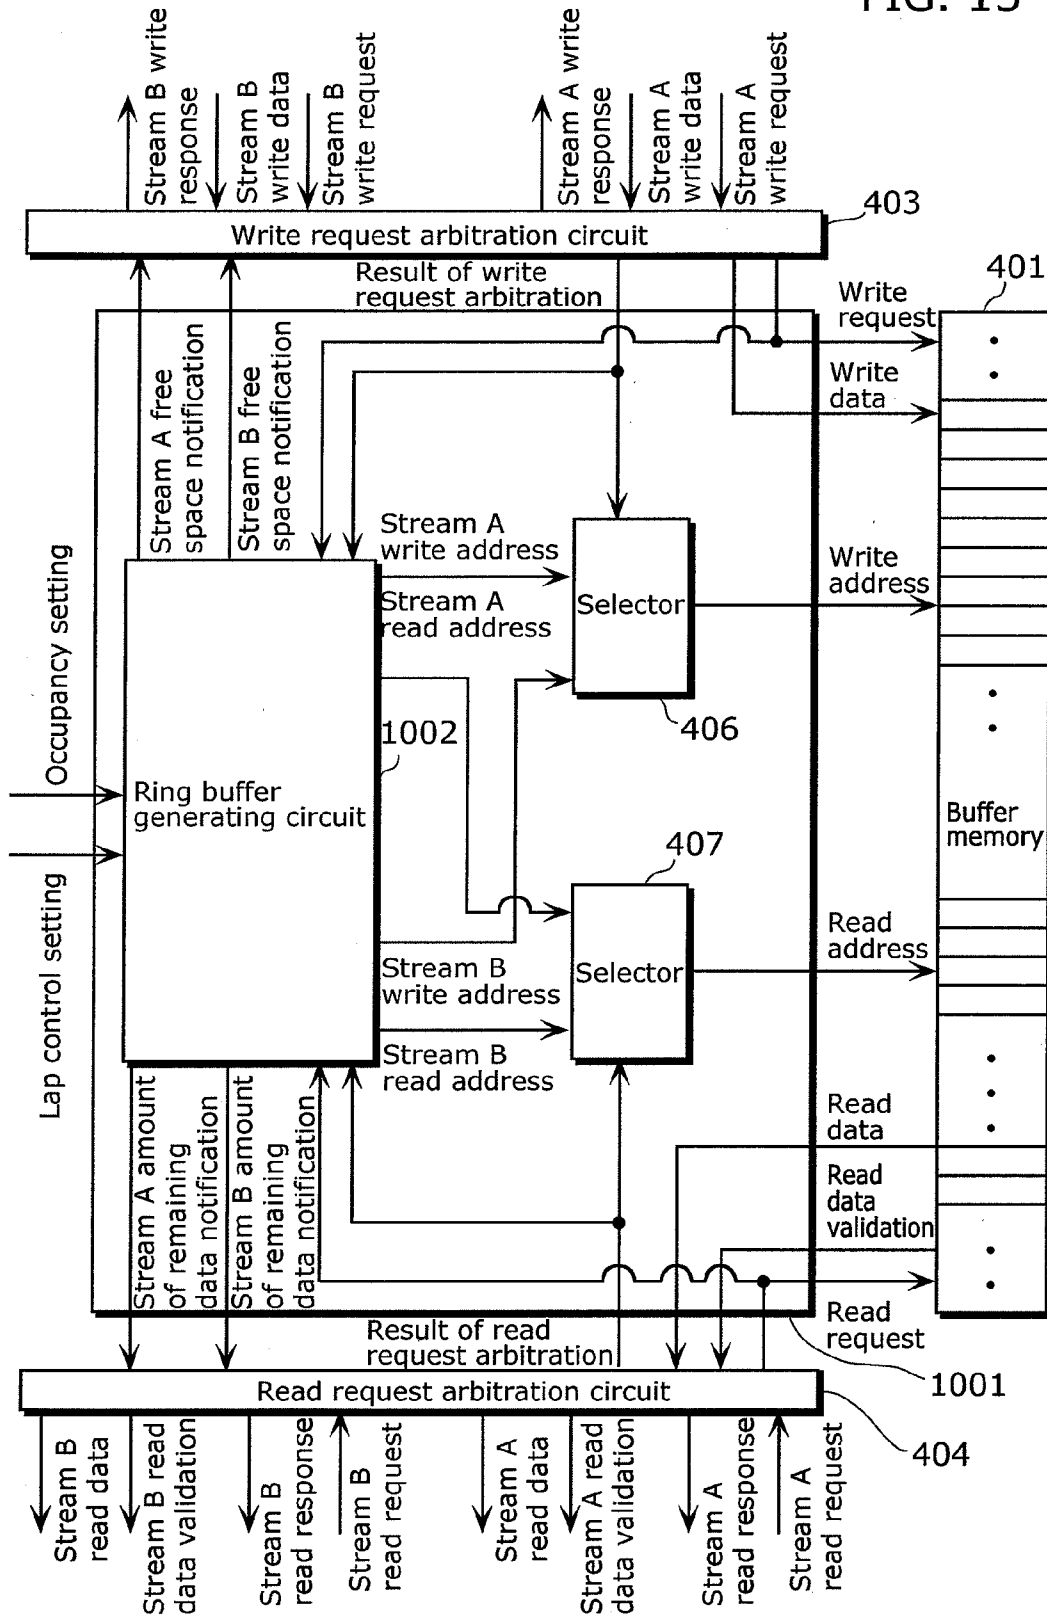 FIG. 15
Stream B write
response
Stream B
write data
Stream B
write request
Stream A write
response
Stream A
write data
Stream A
write request
403
Write request arbitration circuit
Result of write
request arbitration
401
Write
request
Write
data
Stream A free
space notification
Stream B free
space notification
Stream A
write address
Stream A
read address
Selector
Write
address
406
Occupancy setting
1002
Ring buffer
generating circuit
Buffer
memory
407
Lap control setting
Selector
Read
address
Stream B
write address
Stream B
read address
Stream A amount
of remaining
data notification
Stream B amount
of remaining
data notification
Read
data
Read
data
validation
Read
request
Result of read
request arbitration
1001
Read request arbitration circuit
404
Stream B
read data
Stream B read
data validation
Stream B
read response
Stream B
read request
Stream A
read data
Stream A read
data validation
Stream A
read response
Stream A
read request